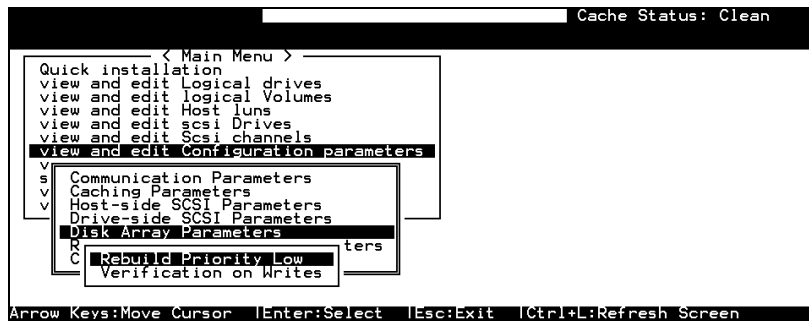 Cache Status: Clean
< Main Menu >
Quick installation
view and edit Logical drives
view and edit logical Volumes
view and edit Host luns
view and edit scsi Drives
view and edit Scsi channels
view and edit Configuration parameters
v
s Communication Parameters
v Caching Parameters
v Host-side SCSI Parameters
Drive-side SCSI Parameters
Disk Array Parameters
R ters
C Rebuild Priority Low
Verification on Writes
Arrow Keys:Move Cursor |Enter:Select |Esc:Exit |Ctrl+L:Refresh Screen